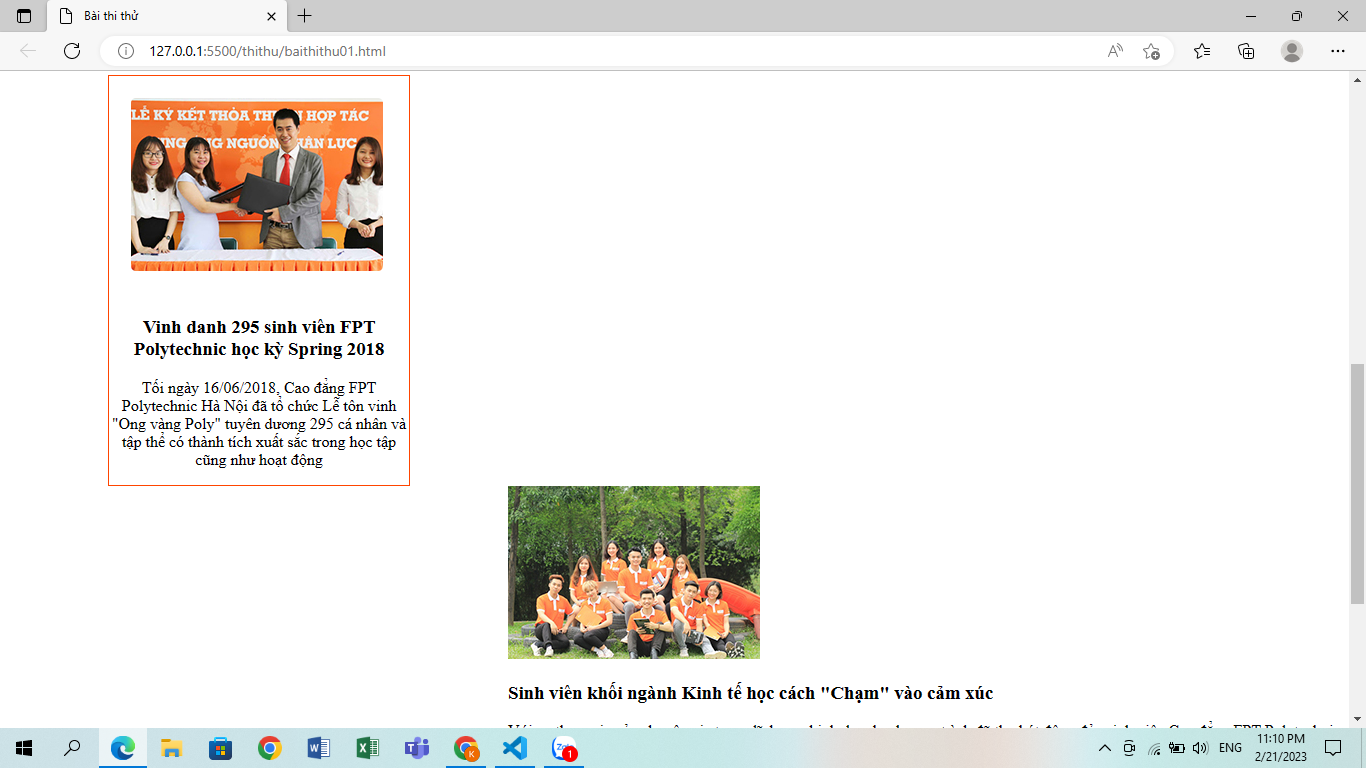 Bài thi thử
127.0.0.1:5500/thithu/baithithu01.html
LỄ KÝ KẾT THỎA TH N HỢP TÁC
NG NGUỒN ÂN LỰC
Vinh danh 295 sinh viên FPT
Polytechnic học kỳ Spring 2018
Tối ngày 16/06/2018, Cao đẳng FPT
Polytechnic Hà Nội đã tổ chức Lễ tôn vinh
"Ong vàng Poly" tuyên dương 295 cá nhân và
tập thể có thành tích xuất sắc trong học tập
cũng như hoạt động
Sinh viên khối ngành Kinh tế học cách "Chạm" vào cảm xúc
ENG
11:10 PM
2/21/2023